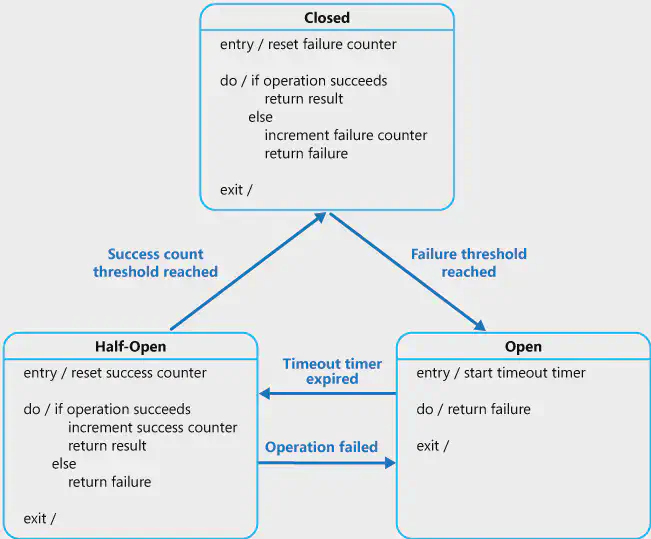 Closed
entry / reset failure counter
do / if operation succeeds
return result
else
increment failure counter
return failure
exit /
Success count
threshold reached
Failure threshold
reached
Half-Open
entry / reset success counter
do / if operation succeeds
increment success counter
return result
else
return failure
exit /
Timeout timer
expired
Operation failed
Open
entry / start timeout timer
do / return failure
exit /